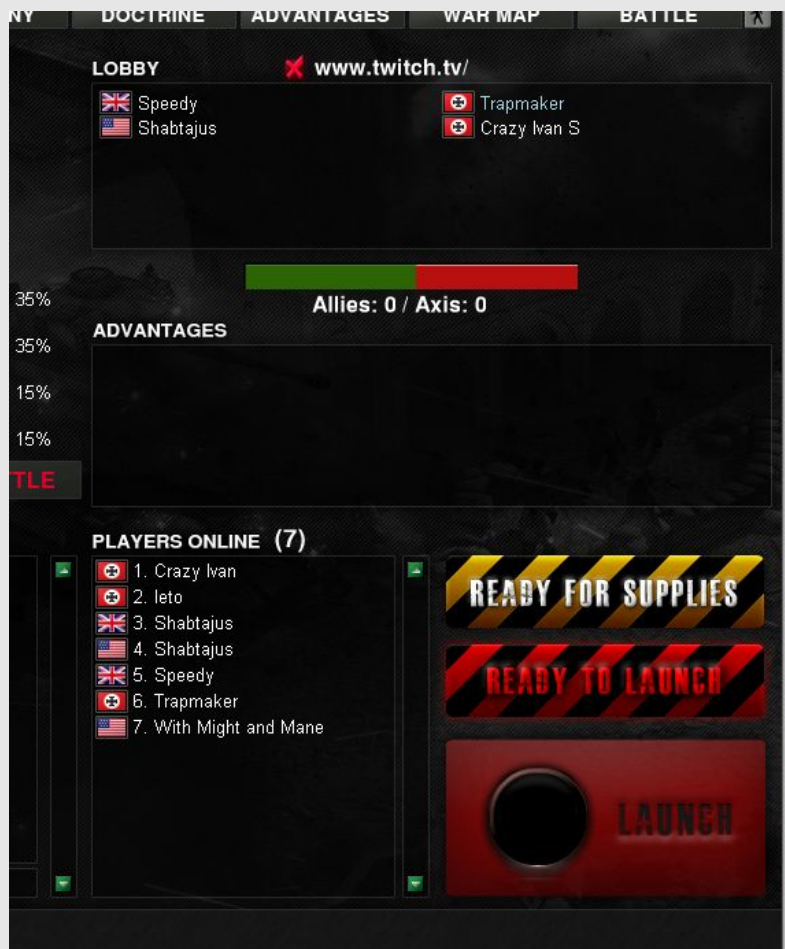 NY DOCTRINE ADVANTAGES WAR MAP BATTLE
LOBBY www.twitch.tv/
Speedy Trapmaker
Shabtajus Crazy Ivan S
35%
Allies: 0 / Axis: 0
ADVANTAGES
35%
15%
15%
TTLE
PLAYERS ONLINE (7)
1. Crazy Ivan
2. leto
3. Shabtajus
4. Shabtajus
5. Speedy
6. Trapmaker
7. With Might and Mane
READY FOR SUPPLIES
READY TO LAUNCH
LAUNCH